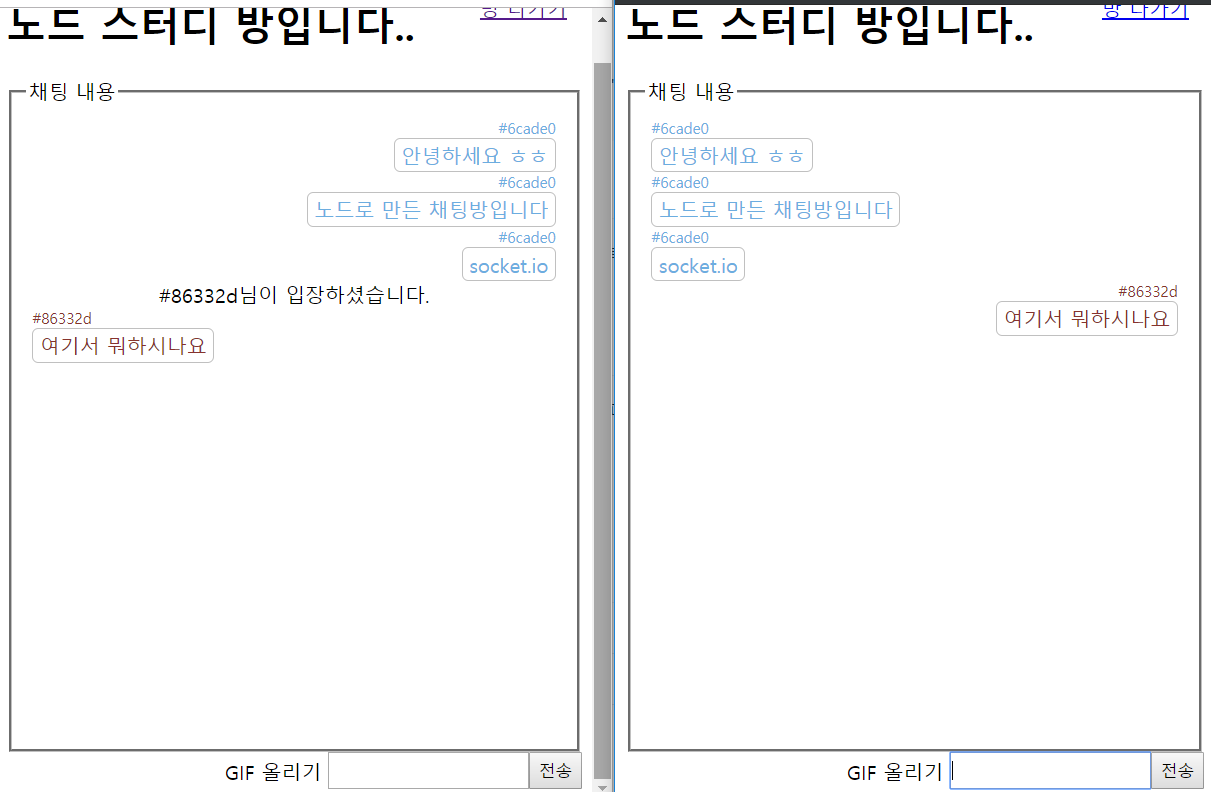 방 나가기
노드 스터디 방입니다..
채팅 내용
#6cade0
안녕하세요 ㅎㅎ
#6cade0
노드로 만든 채팅방입니다
#6cade0
socket.io
#86332d님이 입장하셨습니다.
#86332d
여기서 뭐하시나요
GIF 올리기
전송
방 나가기
노드 스터디 방입니다..
채팅 내용
#6cade0
안녕하세요 ㅎㅎ
#6cade0
노드로 만든 채팅방입니다
#6cade0
socket.io
#86332d
여기서 뭐하시나요
GIF 올리기
전송